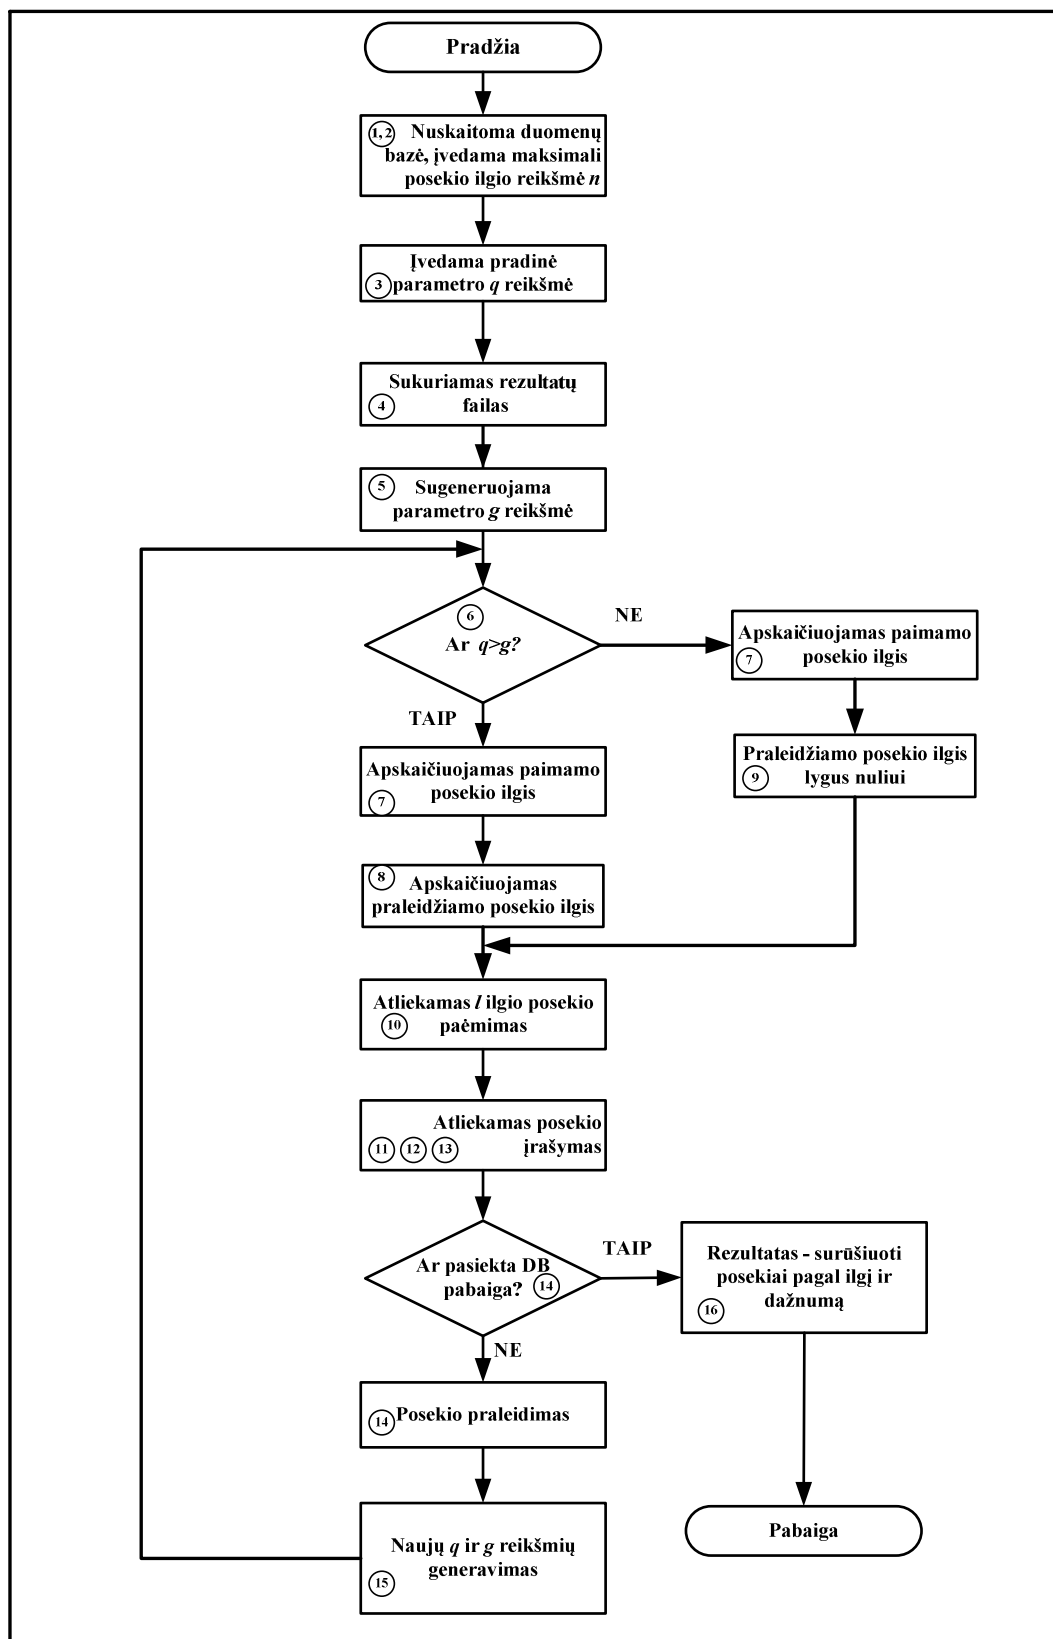 Pradžia
1, 2 Nuskaitoma duomenų
bazė, įvedama maksimali
posekio ilgio reikšmė n
Įvedama pradinė
3 parametro q reikšmė
Sukuriamas rezultatų
4 failas
5 Sugeneruojama
parametro g reikšmė
6
Ar q>g?
NE
Apskaičiuojamas paimamo
7 posekio ilgis
Praleidžiamo posekio ilgis
9 lygus nuliui
TAIP
Apskaičiuojamas paimamo
posekio ilgis
7
8 Apskaičiuojamas
praleidžiamo posekio ilgis
Atliekamas l ilgio posekio
10 paėmimas
Atliekamas posekio
11 12 13 įrašymas
Ar pasiekta DB
pabaiga? 14
TAIP
Rezultatas - surūšiuoti
posekiai pagal ilgį ir
16 dažnumą
NE
14 Posekio praleidimas
Naujų q ir g reikšmių
generavimas
15
Pabaiga